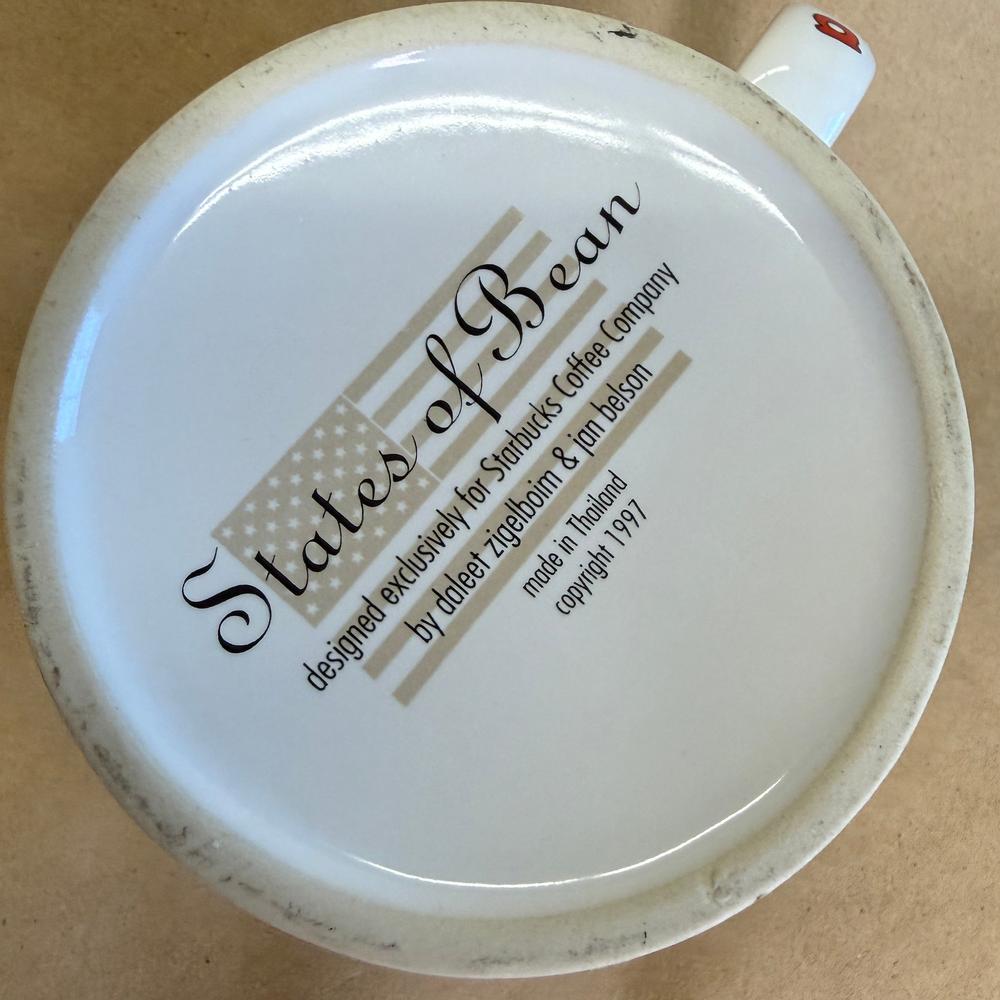 States of Bean
designed exclusively for Starbucks Coffee Company
by daleet zigelboim & jan belson
made in Thailand
copyright 1997